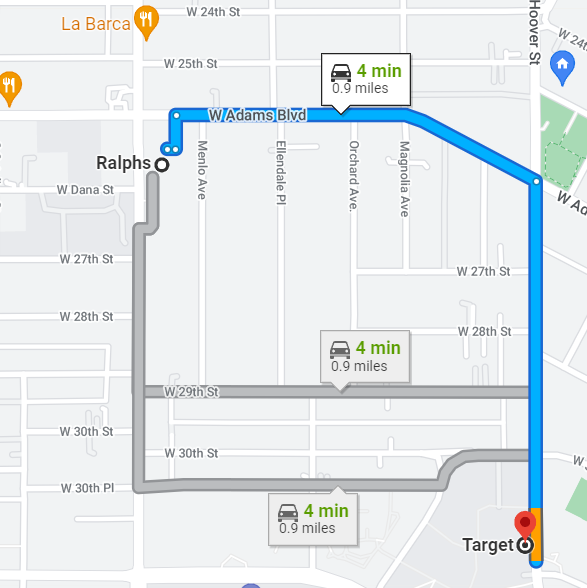 W 24th St
La Barca
Hoover St
W 24t
W 25th St
4 min
0.9 miles
W Adams Blvd
Ralphs
Menlo Ave
Ellendale Pl
Orchard Ave.
Magnolia Ave
W Dana St
W Ad
W 27th St
W 27th St
W 28th St
W 28th St
4 min
0.9 miles
W 29th St
W 30th St
W 30th St
W 3
W 30th Pl
4 min
0.9 miles
Target